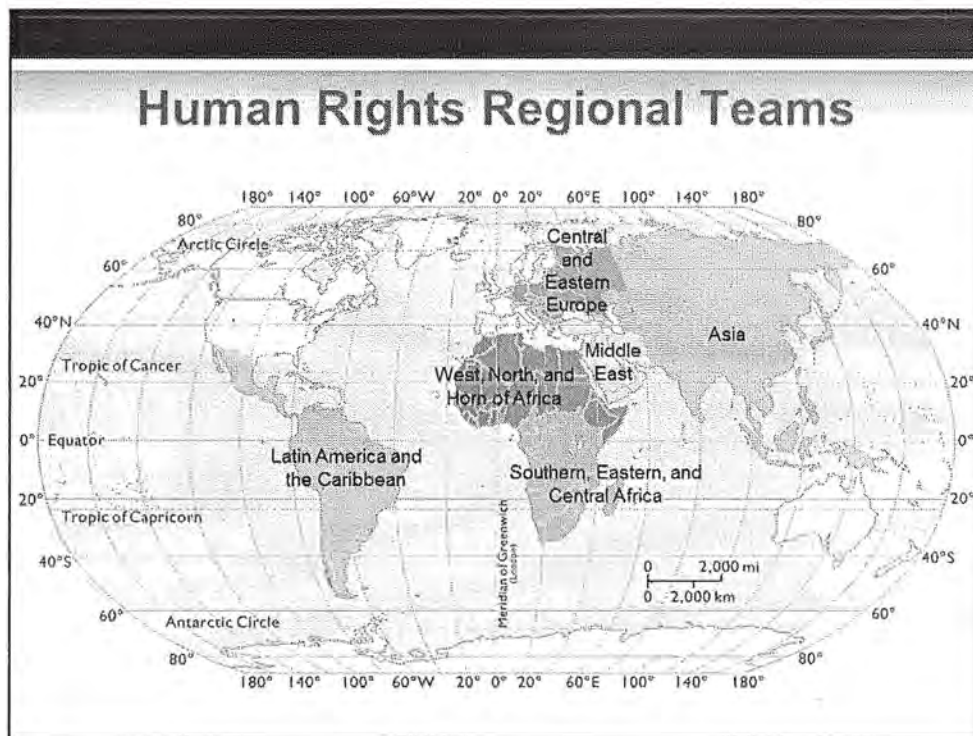 Human Rights Regional Teams
180° 140° 100° 60°W 20° 0° 20° 60°E 100° 140° 180°
80° 80°
Arctic Circle
60° 60°
Central
and
Eastern
Europe
40°N 40°
Asia
Middle
East
Tropic of Cancer
West, North, and
Horn of Africa
20° 20°
Equator 0° 0°
Latin America and
the Caribbean
Southern, Eastern, and
Central Africa
20° 20°
Tropic of Capricorn
Meridian of Greenwich
(London)
40°S 40°
0 2,000 mi
0 2,000 km
60° 60°
Antarctic Circle
80° 80°
180° 140° 100° 60°W 20° 0° 20° 60°E 100° 140° 180°